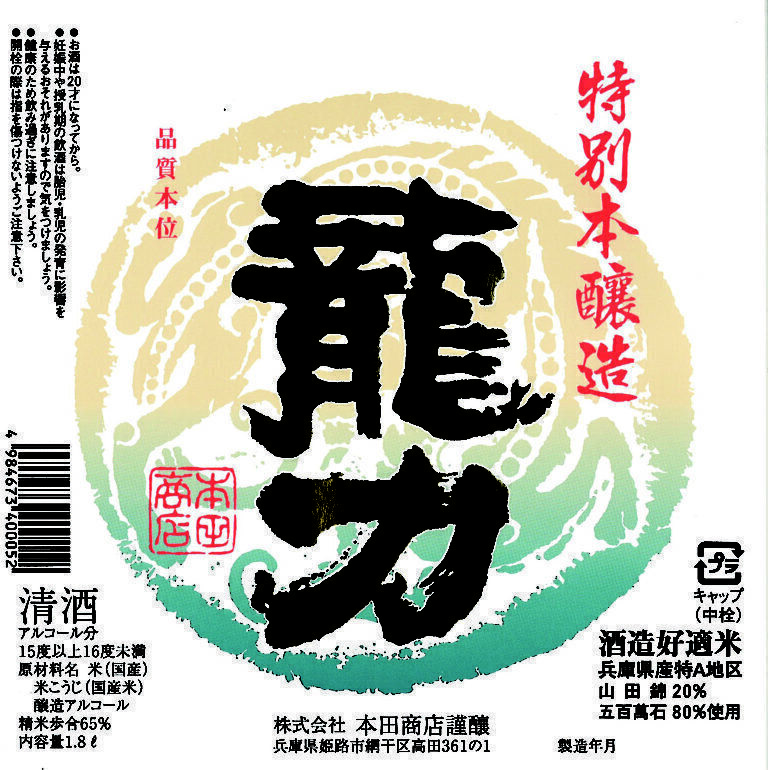 特別本醸造
龍力
品質本位
本田
商店
●お酒は20才になってから。
●妊娠中や授乳期の飲酒は胎児・乳児の発育に影響を
与えるおそれがありますので気をつけましょう。
●健康のため飲み過ぎに注意しましょう。
●開栓の際は指を傷つけないようご注意下さい。
4984673400052
清酒
アルコール分
15度以上16度未満
原材料名 米(国産)
米こうじ(国産米)
醸造アルコール
精米歩合65%
内容量1.8ℓ
株式会社 本田商店謹醸
兵庫県姫路市網干区高田361の1
製造年月
プラ
キャップ
(中栓)
酒造好適米
兵庫県産特A地区
山田錦20%
五百萬石80%使用